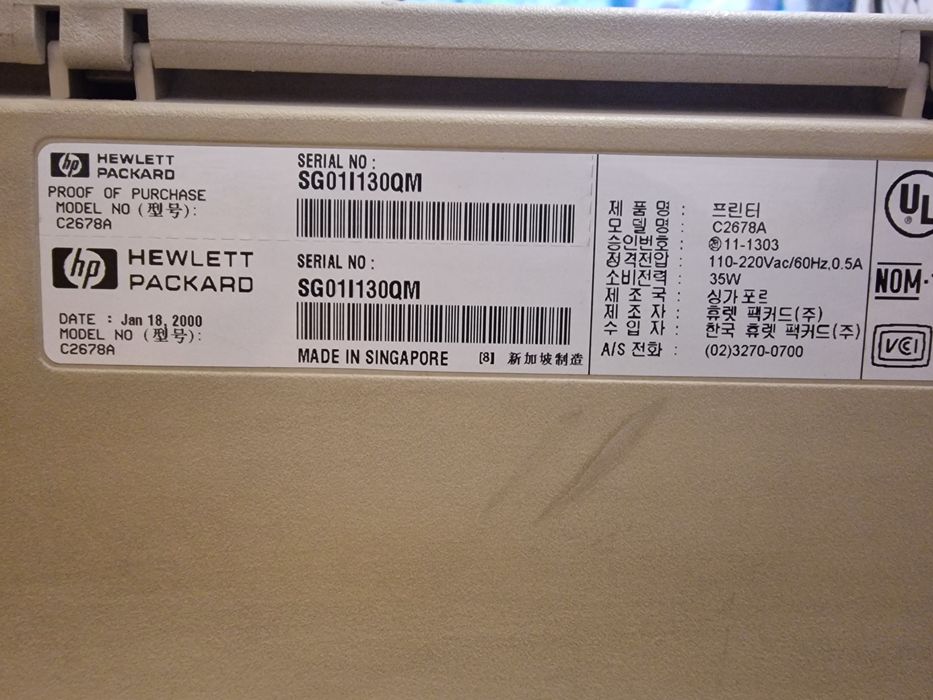 hp HEWLETT PACKARD
PROOF OF PURCHASE
MODEL NO (型号):
C2678A
SERIAL NO :
SG01I130QM
hp HEWLETT PACKARD
DATE : Jan 18, 2000
MODEL NO (型号):
C2678A
SERIAL NO :
SG01I130QM
MADE IN SINGAPORE [8] 新加坡制造
제 품 명 : 프린터
모 델 명 : C2678A
승인번호 : 11-1303
정격전압 : 110-220Vac/60Hz,0.5A
소비전력 : 35W
제 조 국 : 싱가 포르
제 조 자 : 휴렛 팩커드(주)
수 입 자 : 한국 휴렛 팩커드(주)
A/S 전화 : (02)3270-0700
UL
NOM
VCI